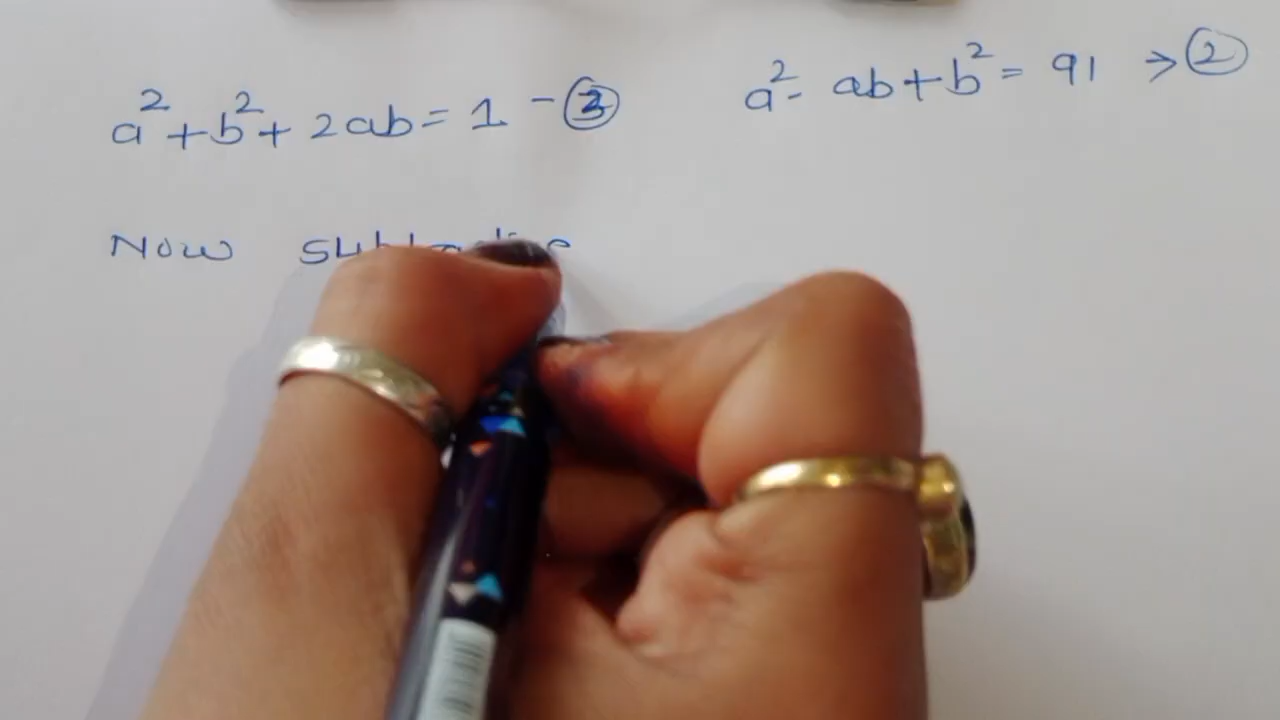 a²+b²+ 2ab = 1 - ③
a²- ab+b² = 91 → ②
Now